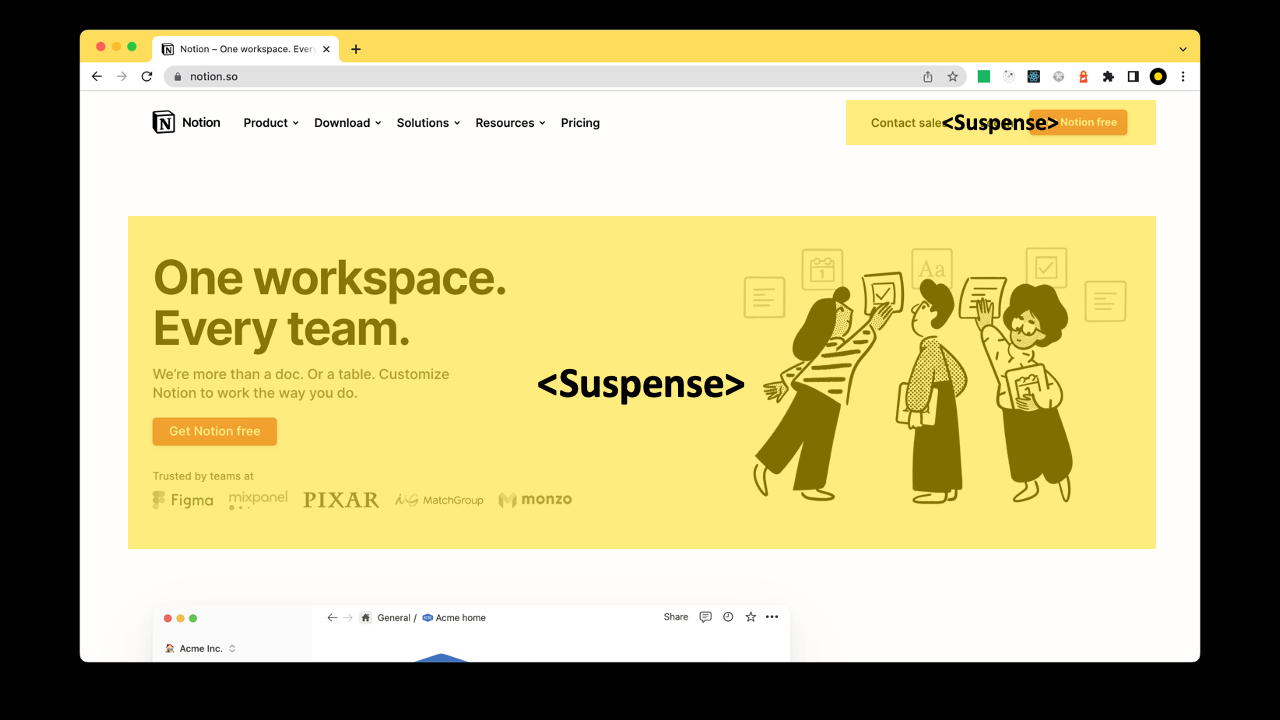 Notion – One workspace. Ever
notion.so
Notion
Product
Download
Solutions
Resources
Pricing
Contact sales
<Suspense>
Notion free
One workspace.
Every team.
We're more than a doc. Or a table. Customize
Notion to work the way you do.
<Suspense>
Get Notion free
Trusted by teams at
Figma mixpanel PIXAR MatchGroup monzo
1
Aa
General / Acme home
Share
Acme Inc.